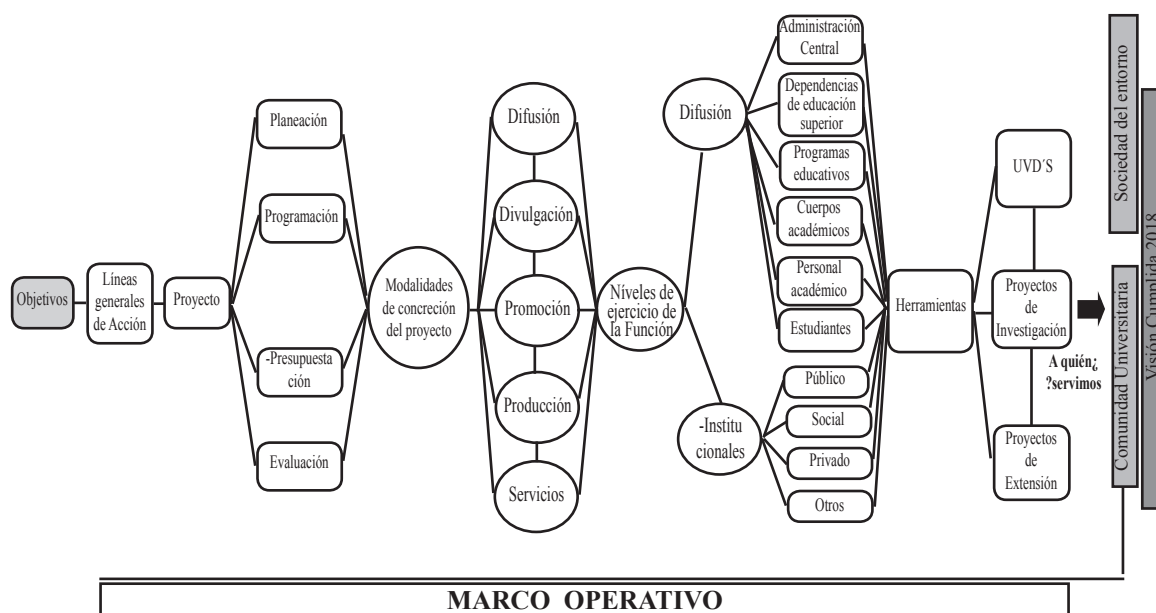 Objetivos
Líneas
generales
de Acción
Proyecto
Planeación
Programación
-Presupuesta
ción
Evaluación
Modalidades
de concreción
del proyecto
Difusión
Divulgación
Promoción
Producción
Servicios
Níveles de
ejercicio de
la Función
Difusión
-Institu
cionales
Administración
Central
Dependencias
de educación
superior
Programas
educativos
Cuerpos
académicos
Personal
académico
Estudiantes
Público
Social
Privado
Otros
Herramientas
UVD´S
Proyectos
de
Investigación
Proyectos
de
Extensión
A quién¿
?servimos
Sociedad del entorno
Comunidad Universitaria
Visión Cumplida 2018
MARCO OPERATIVO